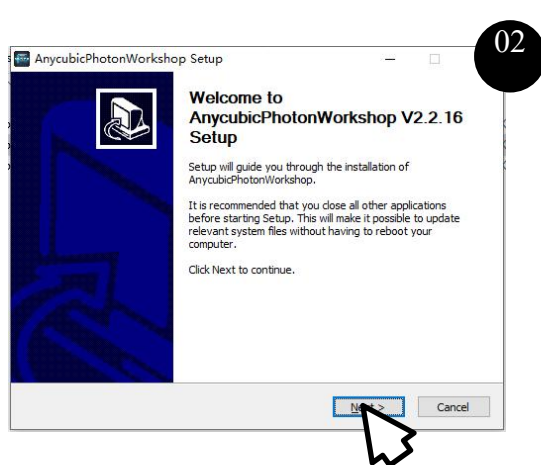 02
AnycubicPhotonWorkshop Setup
Welcome to
AnycubicPhotonWorkshop V2.2.16
Setup
Setup will guide you through the installation of
AnycubicPhotonWorkshop.
It is recommended that you close all other applications
before starting Setup. This will make it possible to update
relevant system files without having to reboot your
computer.
Click Next to continue.
Next >
Cancel